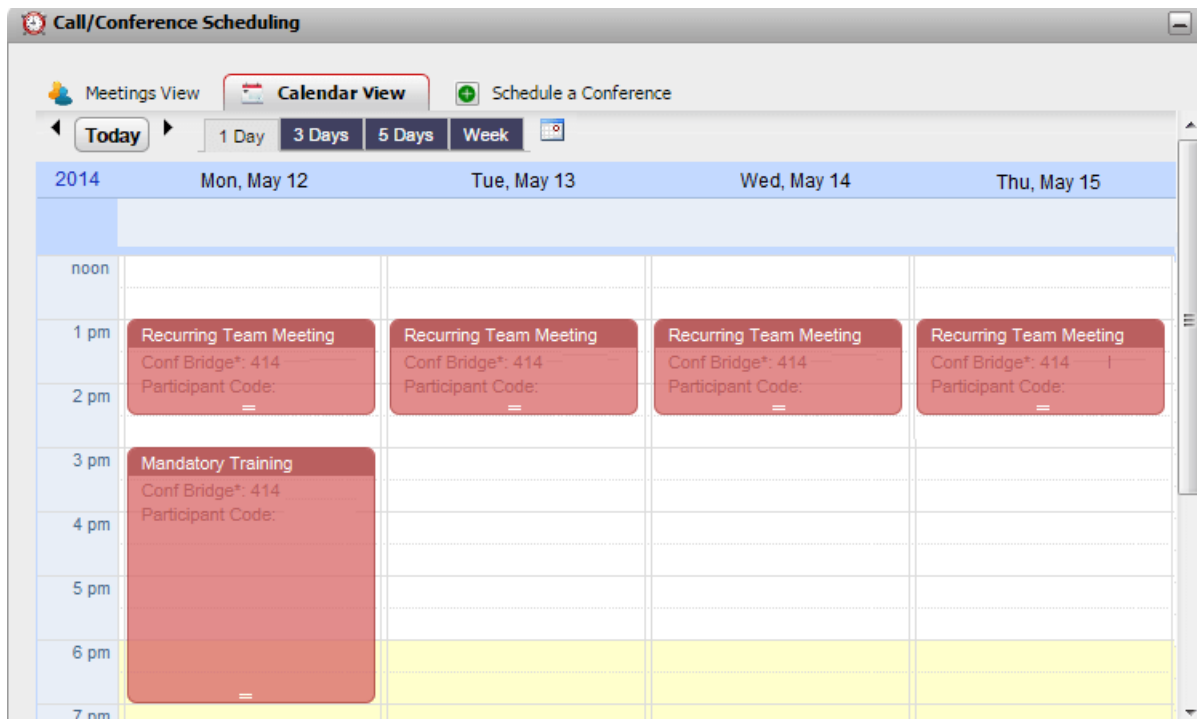 Call/Conference Scheduling
Meetings View Calendar View Schedule a Conference
Today 1 Day 3 Days 5 Days Week
2014 Mon, May 12 Tue, May 13 Wed, May 14 Thu, May 15
noon
1 pm Recurring Team Meeting Recurring Team Meeting Recurring Team Meeting Recurring Team Meeting
Conf Bridge*: 414 Conf Bridge*: 414 Conf Bridge*: 414 Conf Bridge*: 414
Participant Code: Participant Code: Participant Code: Participant Code:
2 pm
3 pm Mandatory Training
Conf Bridge*: 414
Participant Code:
4 pm
5 pm
6 pm
7 pm